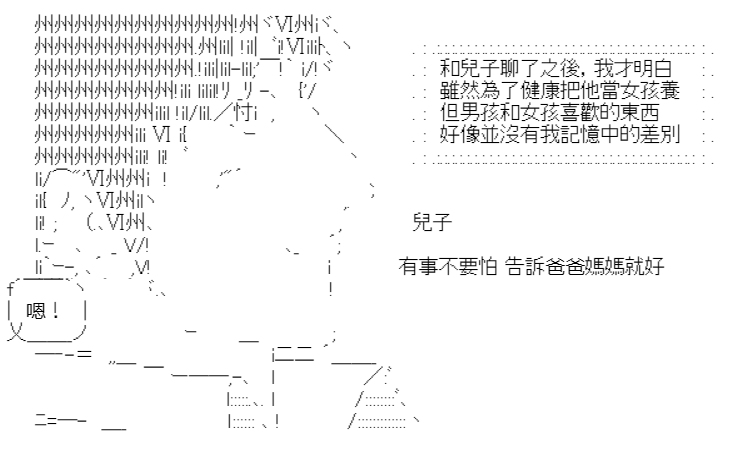 和兒子聊了之後，我才明白
雖然為了健康把他當女孩養
但男孩和女孩喜歡的東西
好像並沒有我記憶中的差別
兒子
有事不要怕 告訴爸爸媽媽就好
嗯！